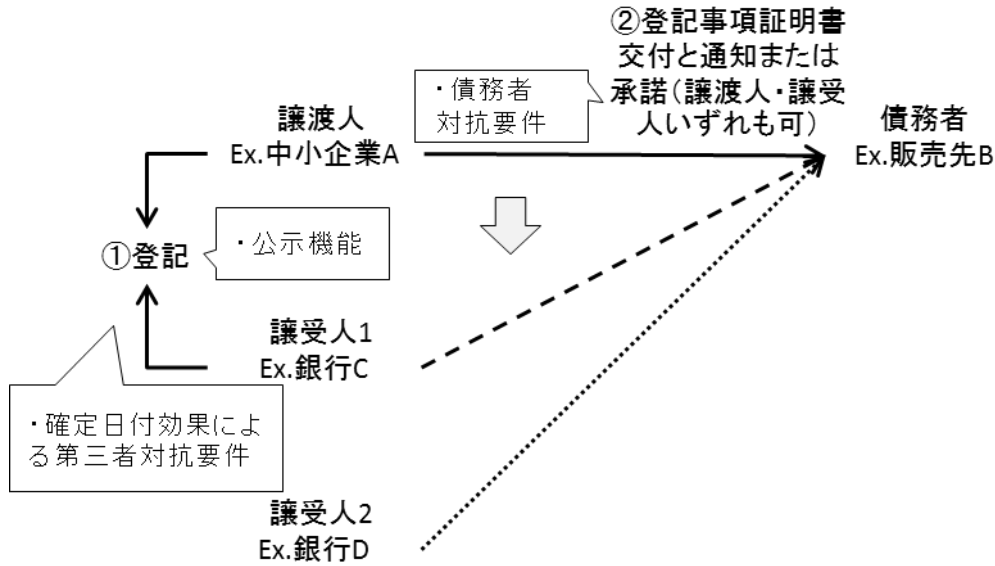 ②登記事項証明書
交付と通知または
承諾(譲渡人・譲受
人いずれも可)
・債務者
対抗要件
譲渡人
Ex.中小企業A
債務者
Ex.販売先B
①登記
・公示機能
譲受人1
Ex.銀行C
・確定日付効果によ
る第三者対抗要件
譲受人2
Ex.銀行D